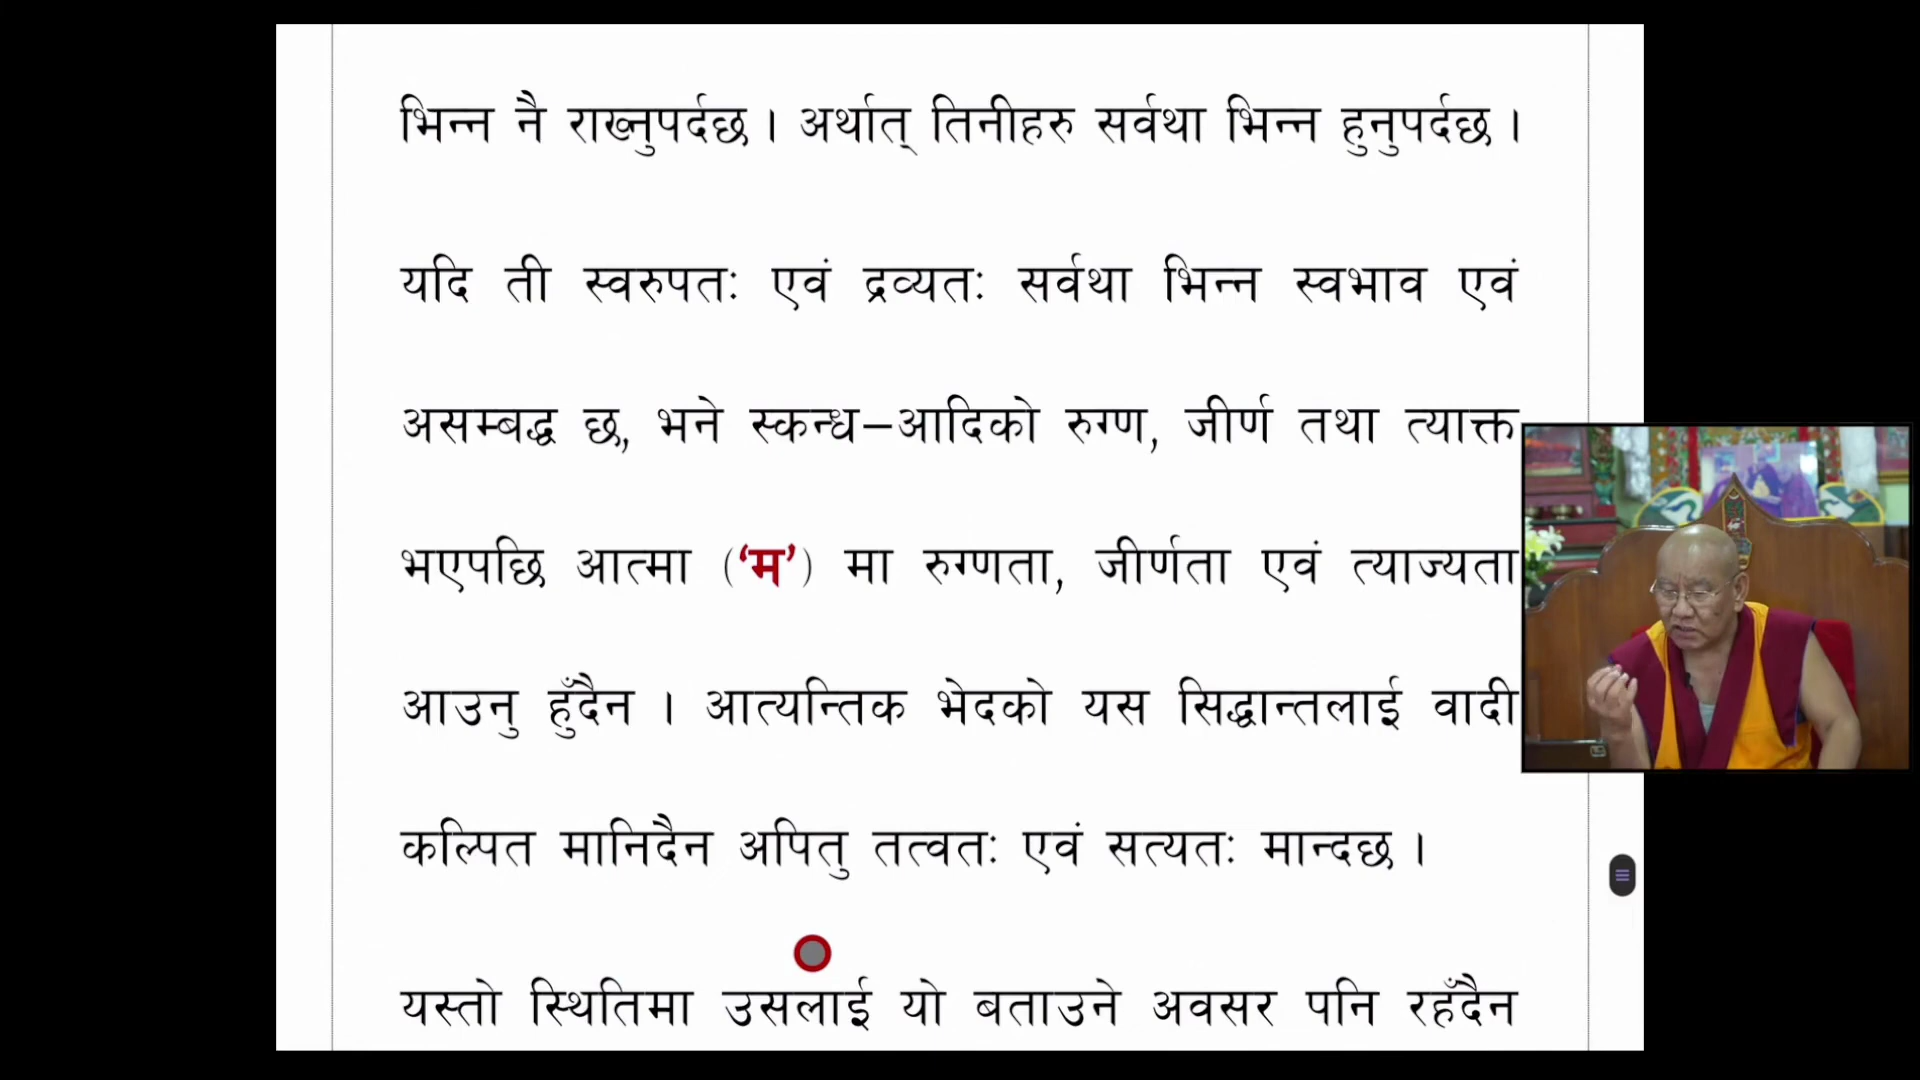 भिन्न नै राख्नुपर्दछ । अर्थात् तिनीहरु सर्वथा भिन्न हुनुपर्दछ ।
यदि ती स्वरुपतः एवं द्रव्यतः सर्वथा भिन्न स्वभाव एवं
असम्बद्ध छ, भने स्कन्ध–आदिको रुग्ण, जीर्ण तथा त्याक्त
भएपछि आत्मा (‘म’) मा रुग्णता, जीर्णता एवं त्याज्यता
आउनु हुँदैन । आत्यन्तिक भेदको यस सिद्धान्तलाई वादी
कल्पित मानिदैन अपितु तत्वतः एवं सत्यतः मान्दछ ।
यस्तो स्थितिमा उसलाई यो बताउने अवसर पनि रहँदैन